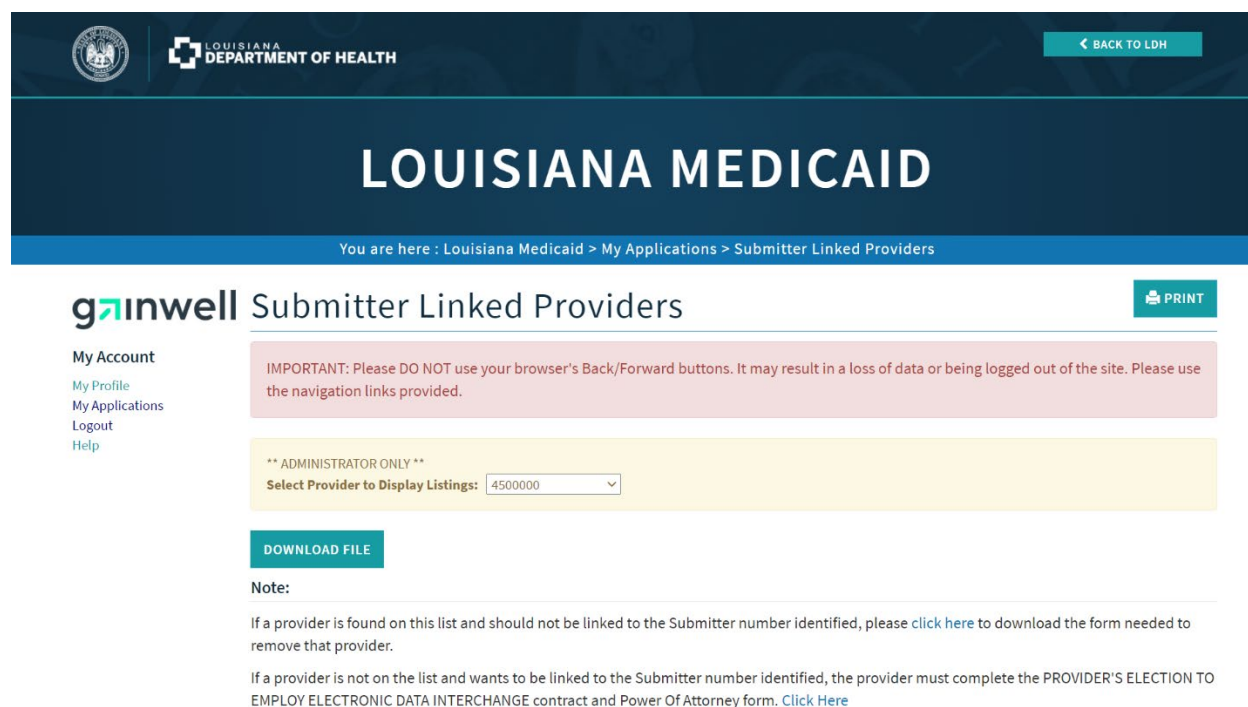 LOUISIANA
DEPARTMENT OF HEALTH
BACK TO LDH
LOUISIANA MEDICAID
You are here : Louisiana Medicaid > My Applications > Submitter Linked Providers
gainwell
Submitter Linked Providers
PRINT
My Account
My Profile
My Applications
Logout
Help
IMPORTANT: Please DO NOT use your browser's Back/Forward buttons. It may result in a loss of data or being logged out of the site. Please use
the navigation links provided.
** ADMINISTRATOR ONLY **
Select Provider to Display Listings: 4500000
DOWNLOAD FILE
Note:
If a provider is found on this list and should not be linked to the Submitter number identified, please click here to download the form needed to
remove that provider.
If a provider is not on the list and wants to be linked to the Submitter number identified, the provider must complete the PROVIDER'S ELECTION TO
EMPLOY ELECTRONIC DATA INTERCHANGE contract and Power Of Attorney form. Click Here